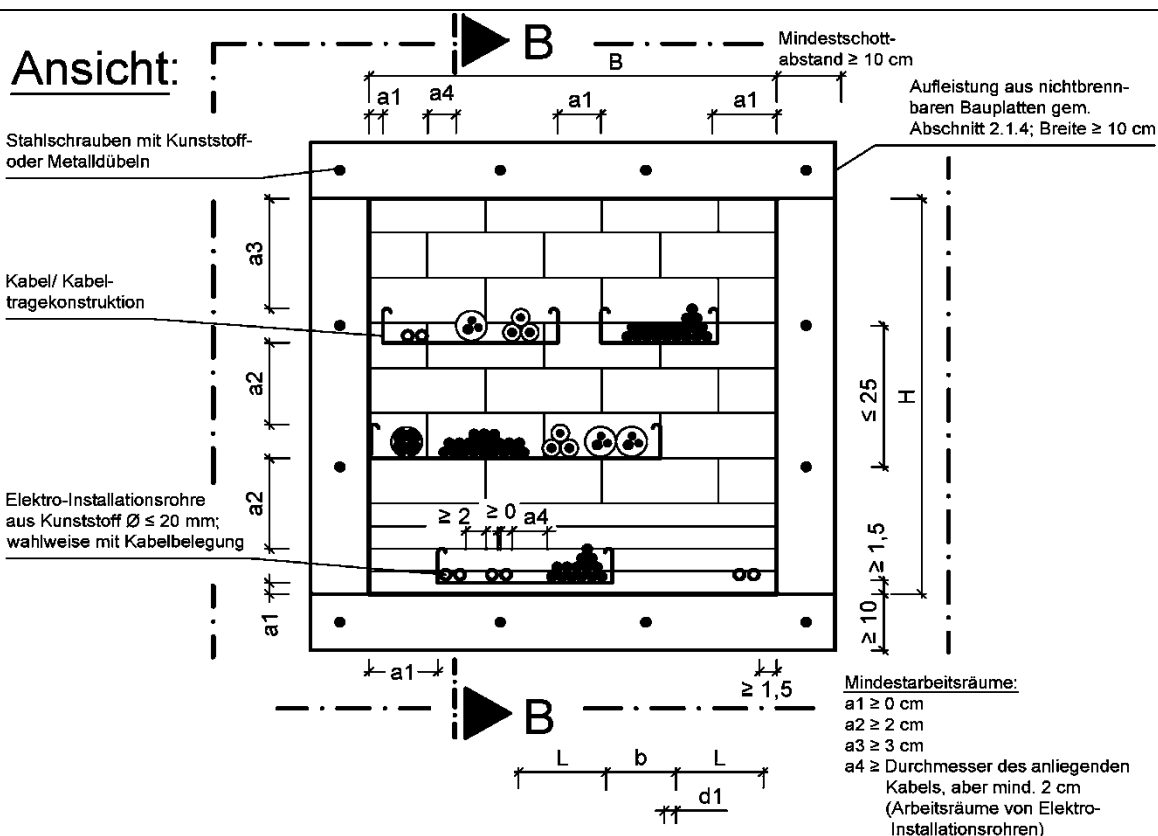 Ansicht:
B
B
Mindestschott-
abstand ≥ 10 cm
a1
a4
a1
a1
Aufleistung aus nichtbrenn-
baren Bauplatten gem.
Abschnitt 2.1.4; Breite ≥ 10 cm
Stahlschrauben mit Kunststoff-
oder Metalldübeln
a3
Kabel/ Kabel-
tragekonstruktion
a2
≤ 25
H
a2
Elektro-Installationsrohre
aus Kunststoff Ø ≤ 20 mm;
wahlweise mit Kabelbelegung
≥ 2
≥ 0
a4
≥ 1,5
a1
≥ 10
a1
≥ 1,5
B
Mindestarbeitsräume:
a1 ≥ 0 cm
a2 ≥ 2 cm
a3 ≥ 3 cm
a4 ≥ Durchmesser des anliegenden
Kabels, aber mind. 2 cm
(Arbeitsräume von Elektro-
Installationsrohren)
L
b
L
d1